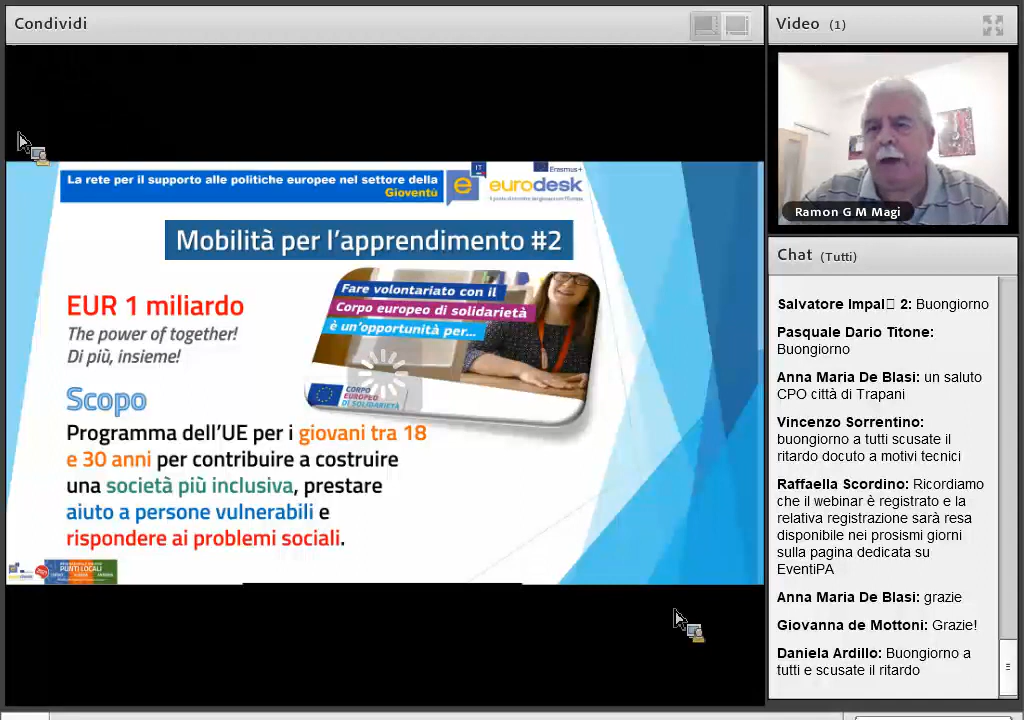 Condividi
La rete per il supporto alle politiche europee nel settore della
Gioventù
IT
e
Erasmus+
eurodesk
Mobilità per l'apprendimento #2
EUR 1 miliardo
The power of together!
Di più, insieme!
Fare volontariato con il
Corpo europeo di solidarietà
è un'opportunità per...
CORPO
EUROPEO
DI SOLIDARIETÀ
Scopo
Programma dell'UE per i giovani tra 18
e 30 anni per contribuire a costruire
una società più inclusiva, prestare
aiuto a persone vulnerabili e
rispondere ai problemi sociali.
PUNTI LOCALI
Video (1)
Ramon G M Magi
Chat (Tutti)
Salvatore Impal 2: Buongiorno
Pasquale Dario Titone:
Buongiorno
Anna Maria De Blasi: un saluto
CPO città di Trapani
Vincenzo Sorrentino:
buongiorno a tutti scusate il
ritardo docuto a motivi tecnici
Raffaella Scordino: Ricordiamo
che il webinar è registrato e la
relativa registrazione sarà resa
disponibile nei prosismi giorni
sulla pagina dedicata su
EventiPA
Anna Maria De Blasi: grazie
Giovanna de Mottoni: Grazie!
Daniela Ardillo: Buongiorno a
tutti e scusate il ritardo